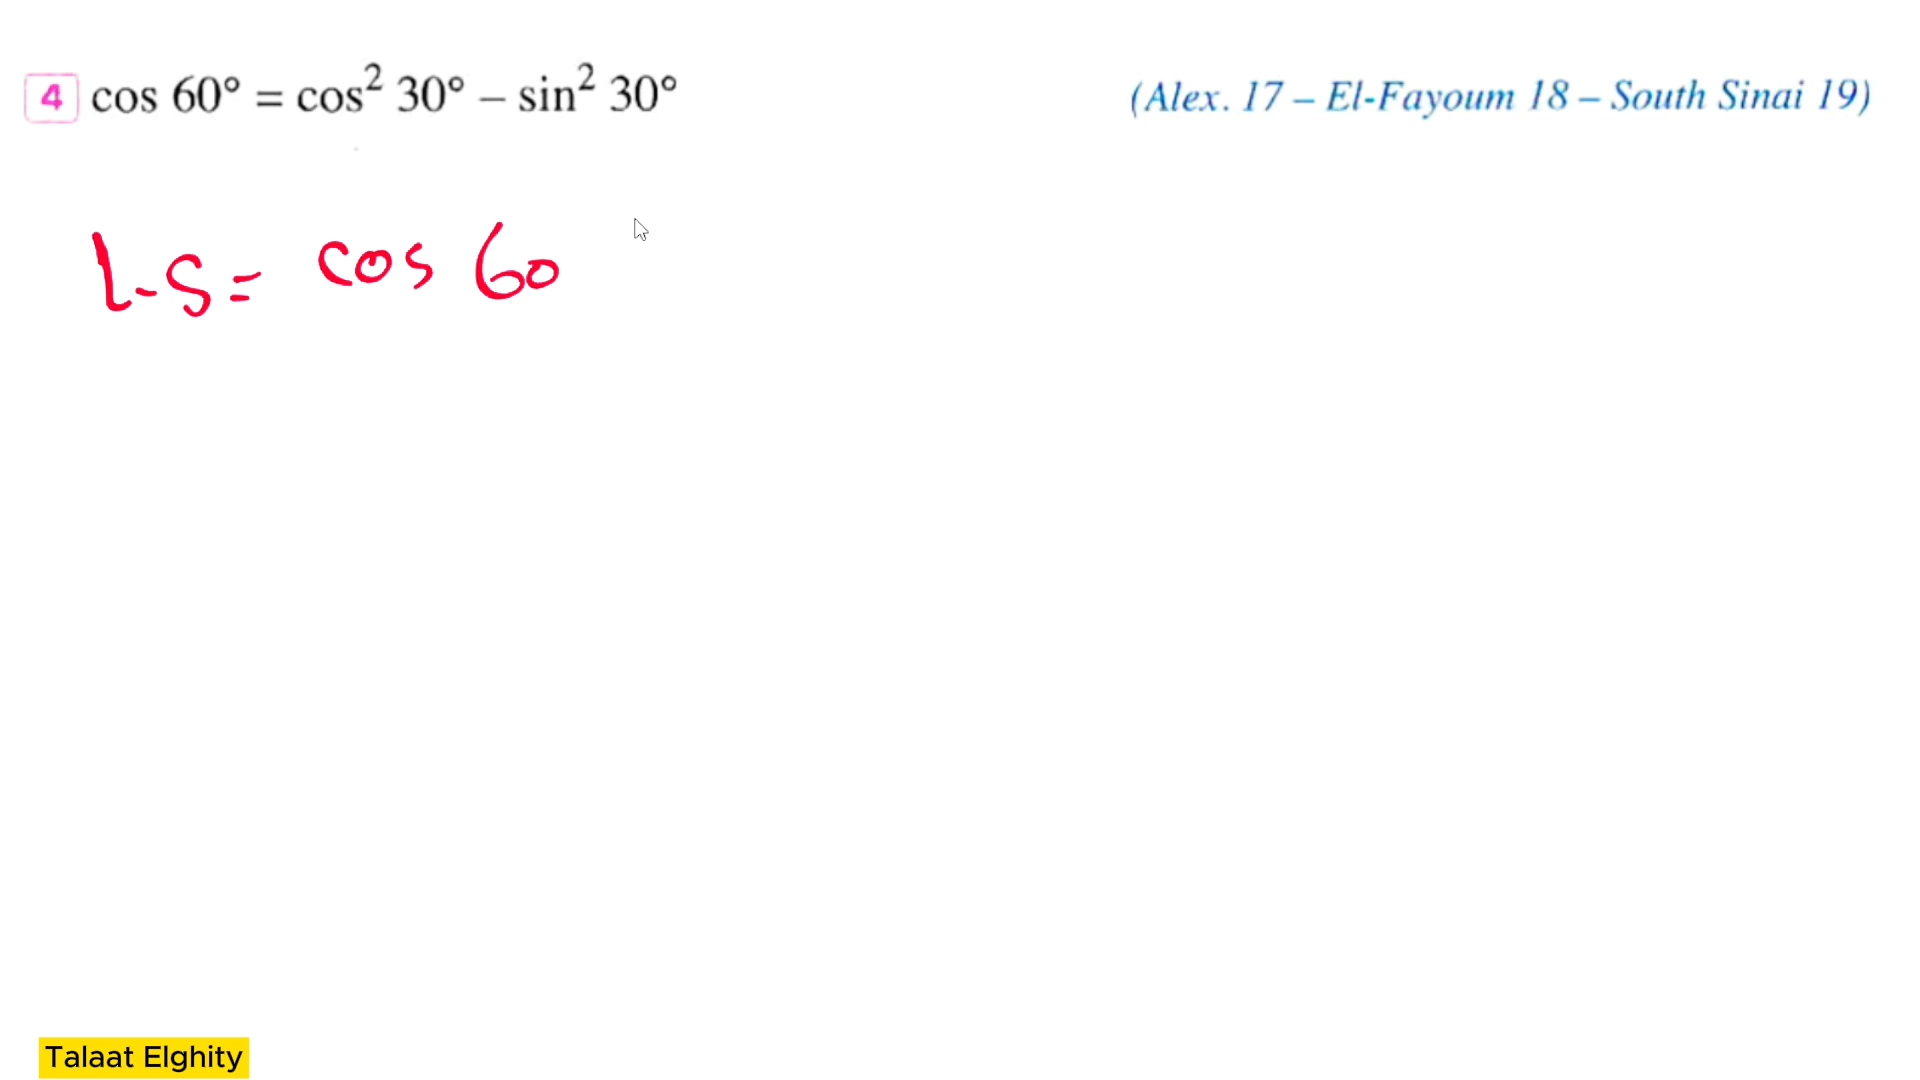 4 cos 60° = cos² 30° – sin² 30° (Alex. 17 – El-Fayoum 18 – South Sinai 19)
L-S = cos 60
Talaat Elghity